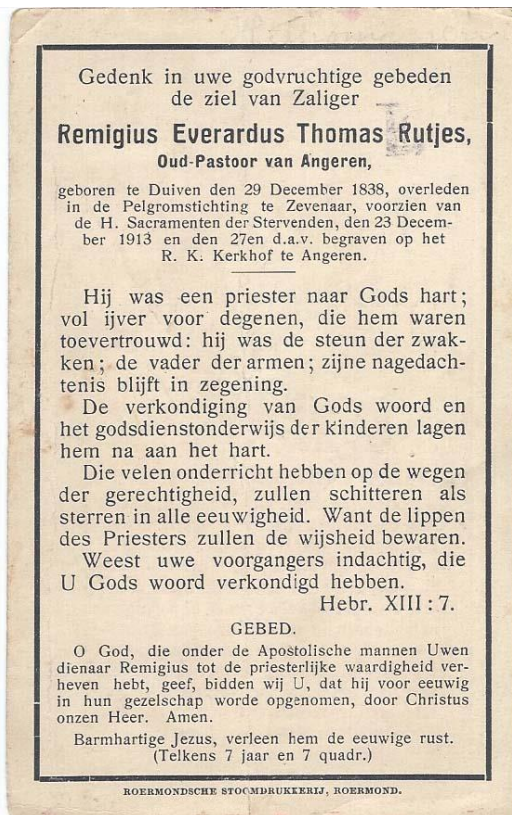 Gedenk in uwe godvruchtige gebeden
de ziel van Zaliger
Remigius Everardus Thomas Rutjes,
Oud-Pastoor van Angeren,
geboren te Duiven den 29 December 1838, overleden
in de Pelgromstichting te Zevenaar, voorzien van
de H. Sacramenten der Stervenden, den 23 Decem-
ber 1913 en den 27en d.a.v. begraven op het
R. K. Kerkhof te Angeren.
Hij was een priester naar Gods hart;
vol ijver voor degenen, die hem waren
toevertrouwd: hij was de steun der zwak-
ken; de vader der armen; zijne nagedach-
tenis blijft in zegening.
De verkondiging van Gods woord en
het godsdienstonderwijs der kinderen lagen
hem na aan het hart.
Die velen onderricht hebben op de wegen
der gerechtigheid, zullen schitteren als
sterren in alle eeuwigheid. Want de lippen
des Priesters zullen de wijsheid bewaren.
Weest uwe voorgangers indachtig, die
U Gods woord verkondigd hebben.
Hebr. XIII : 7.
GEBED.
O God, die onder de Apostolische mannen Uwen
dienaar Remigius tot de priesterlijke waardigheid ver-
heven hebt, geef, bidden wij U, dat hij voor eeuwig
in hun gezelschap worde opgenomen, door Christus
onzen Heer. Amen.
Barmhartige Jezus, verleen hem de eeuwige rust.
(Telkens 7 jaar en 7 quadr.)
ROERMONDSCHE STOOMDRUKKERIJ, ROERMOND.